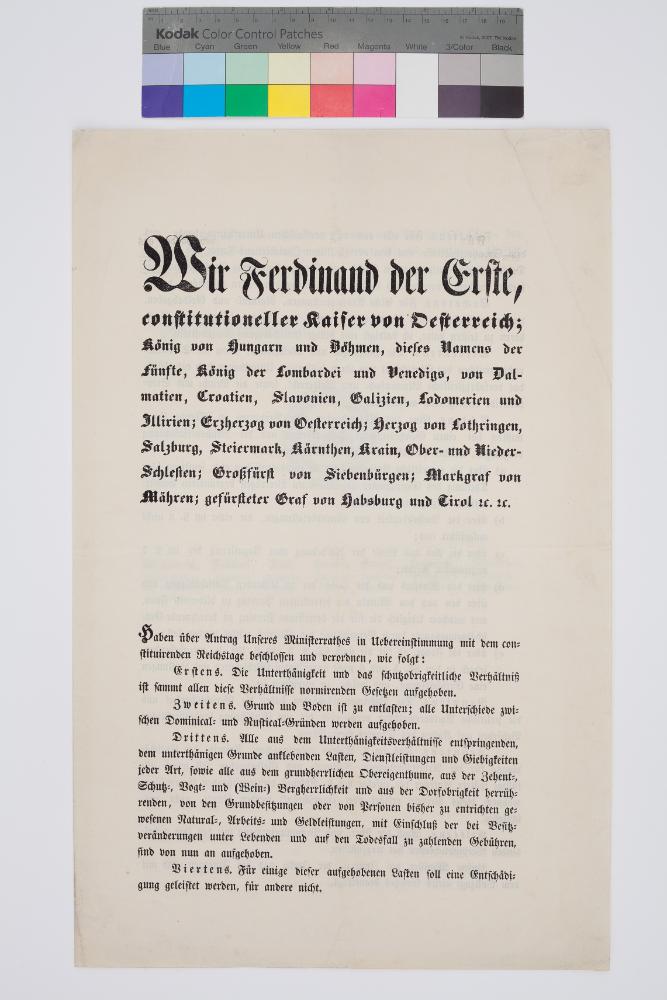 Kodak Color Control Patches
Blue Cyan Green Yellow Red Magenta White 3/Color Black
Wir Ferdinand der Erste,
constitutioneller Kaiser von Oesterreich;
König von Hungarn und Böhmen, dieses Namens der
Fünfte, König der Lombardei und Venedigs, von Dal-
matien, Croatien, Slavonien, Galizien, Lodomerien und
Illirien; Erzherzog von Oesterreich; Herzog von Lothringen,
Salzburg, Steiermark, Kärnthen, Krain, Ober- und Nieder-
Schlesien; Großfürst von Siebenbürgen; Markgraf von
Mähren; gefürsteter Graf von Habsburg und Tirol ꝛc. ꝛc.
Haben über Antrag Unseres Ministerrathes in Uebereinstimmung mit dem con-
stituirenden Reichstage beschlossen und verordnen, wie folgt:
Erstens. Die Unterthänigkeit und das schutzobrigkeitliche Verhältniß
ist sammt allen diese Verhältnisse normirenden Gesetzen aufgehoben.
Zweitens. Grund und Boden ist zu entlasten; alle Unterschiede zwi-
schen Dominical- und Rustical-Gründen werden aufgehoben.
Drittens. Alle aus dem Unterthänigkeitsverhältnisse entspringenden,
dem unterthänigen Grunde anklebenden Lasten, Dienstleistungen und Giebigkeiten
jeder Art, sowie alle aus dem grundherrlichen Obereigenthume, aus der Zehent-,
Schutz-, Vogt- und (Wein-) Bergherrlichkeit und aus der Dorfobrigkeit herrüh-
renden, von den Grundbesitzungen oder von Personen bisher zu entrichten ge-
wesenen Natural-, Arbeits- und Geldleistungen, mit Einschluß der bei Besitz-
veränderungen unter Lebenden und auf den Todesfall zu zahlenden Gebühren,
sind von nun an aufgehoben.
Viertens. Für einige dieser aufgehobenen Lasten soll eine Entschädi-
gung geleistet werden, für andere nicht.